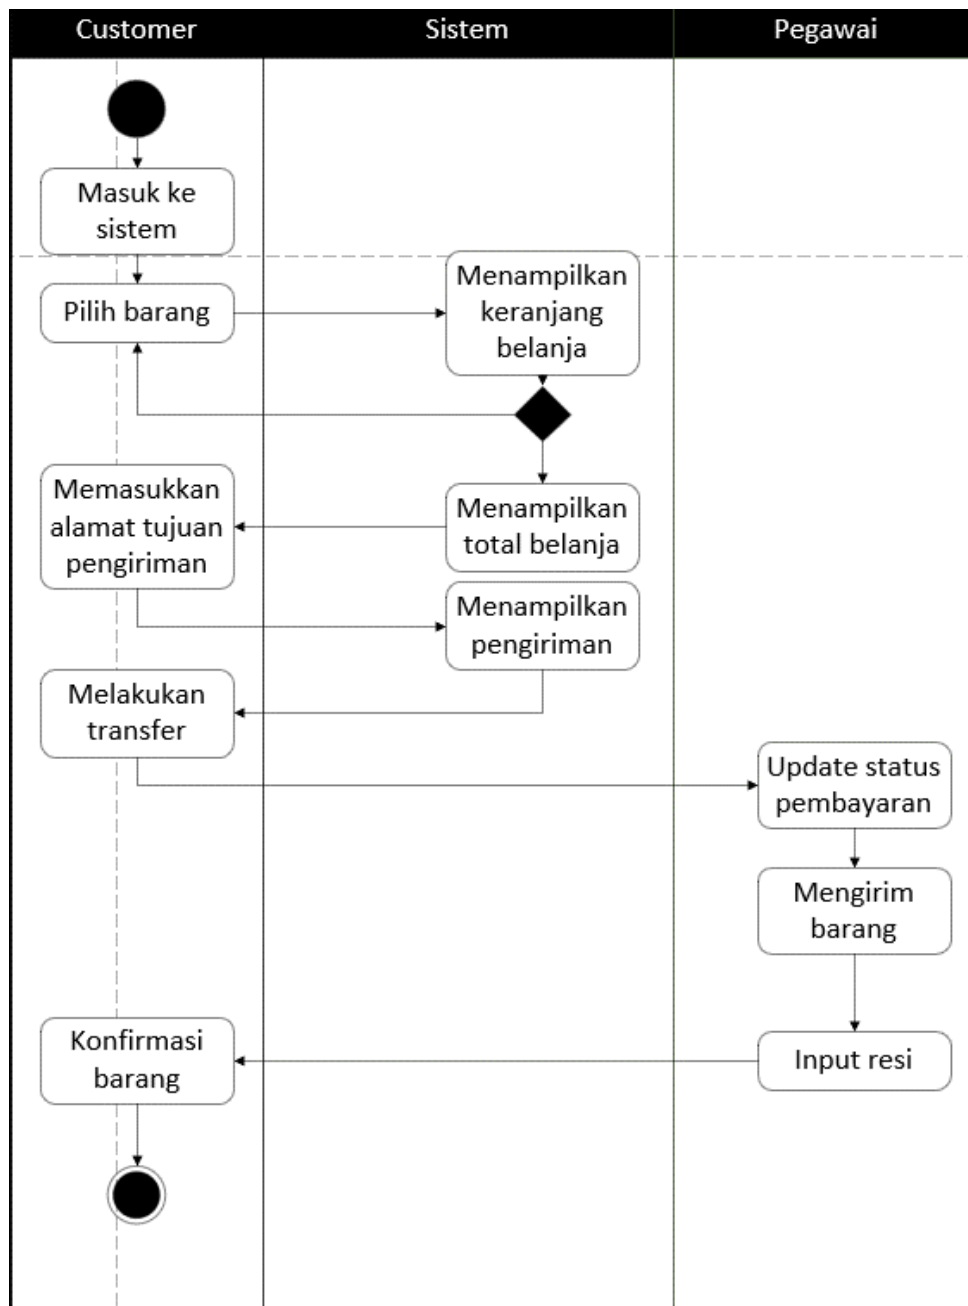 Customer
Sistem
Pegawai
Masuk ke
sistem
Pilih barang
Menampilkan
keranjang
belanja
Menampilkan
total belanja
Memasukkan
alamat tujuan
pengiriman
Menampilkan
pengiriman
Melakukan
transfer
Update status
pembayaran
Mengirim
barang
Input resi
Konfirmasi
barang